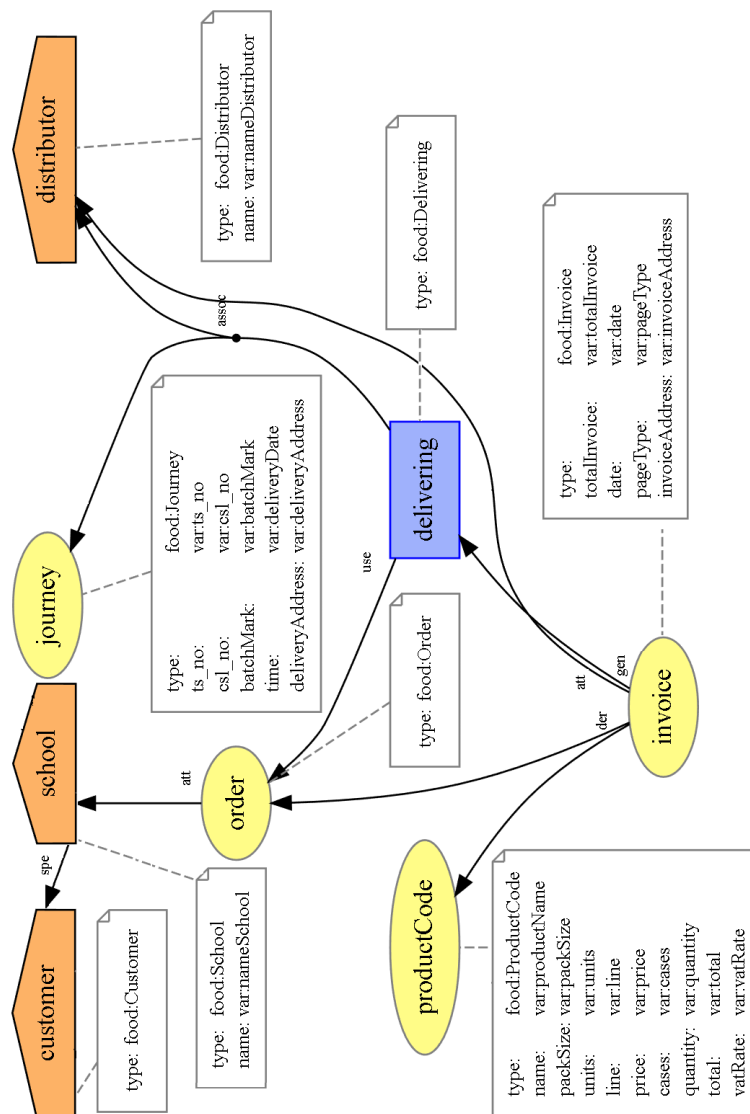 distributor
type: food:Distributor
name: var:nameDistributor
assoc
type: food:Delivering
delivering
type: food:Invoice
totalInvoice: var:totalInvoice
date: var:date
pageType: var:pageType
invoiceAddress: var:invoiceAddress
journey
type: food:Journey
ts_no: var:ts_no
csl_no: var:csl_no
batchMark: var:batchMark
time: var:deliveryDate
deliveryAddress: var:deliveryAddress
use
type: food:Order
gen
att
der
invoice
school
att
order
spe
type: food:School
name: var:nameSchool
customer
type: food:Customer
productCode
type: food:ProductCode
name: var:productName
packSize: var:packSize
units: var:units
line: var:line
price: var:price
cases: var:cases
quantity: var:quantity
total: var:total
vatRate: var:vatRate